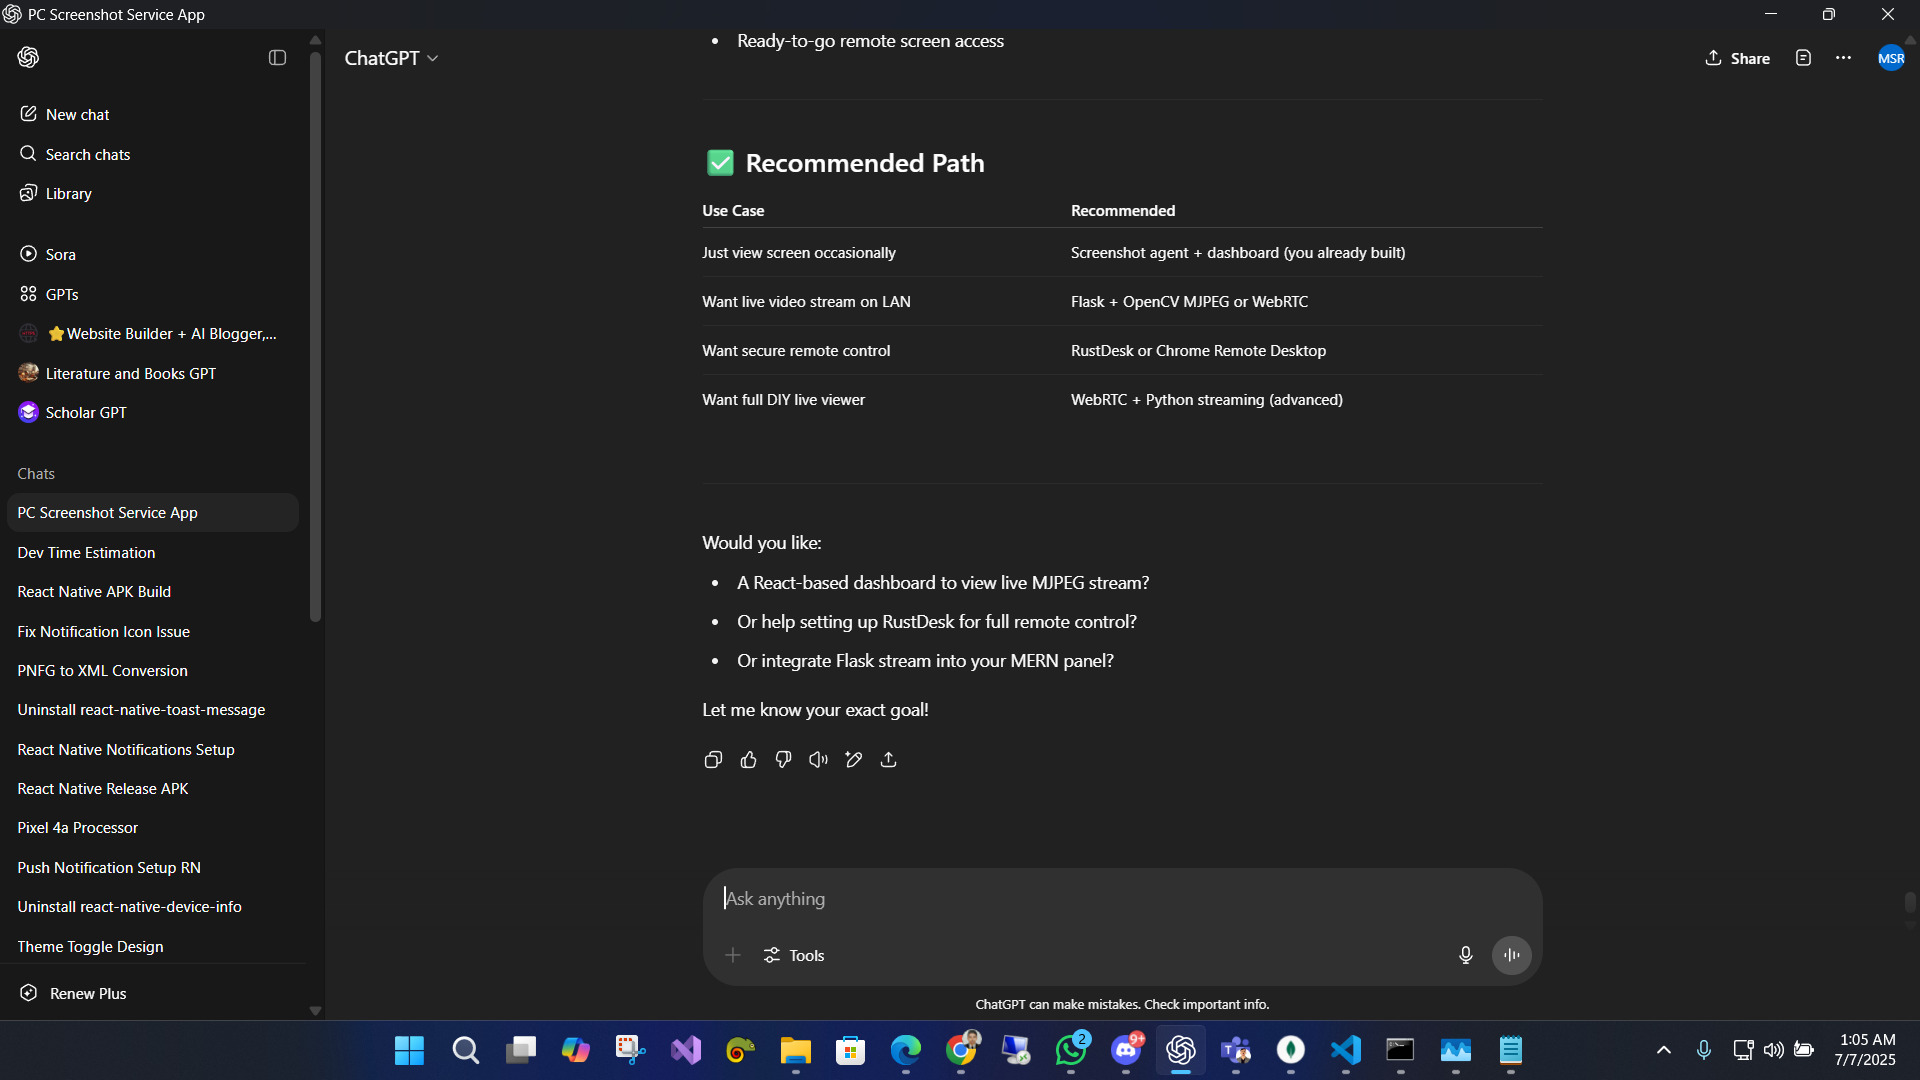 PC Screenshot Service App
New chat
Search chats
Library
Sora
GPTs
⭐Website Builder + AI Blogger,...
Literature and Books GPT
Scholar GPT
Chats
PC Screenshot Service App
Dev Time Estimation
React Native APK Build
Fix Notification Icon Issue
PNFG to XML Conversion
Uninstall react-native-toast-message
React Native Notifications Setup
React Native Release APK
Pixel 4a Processor
Push Notification Setup RN
Uninstall react-native-device-info
Theme Toggle Design
Renew Plus
ChatGPT
Share
MSR
• Ready-to-go remote screen access
✅ Recommended Path
Use Case Recommended
Just view screen occasionally Screenshot agent + dashboard (you already built)
Want live video stream on LAN Flask + OpenCV MJPEG or WebRTC
Want secure remote control RustDesk or Chrome Remote Desktop
Want full DIY live viewer WebRTC + Python streaming (advanced)
Would you like:
• A React-based dashboard to view live MJPEG stream?
• Or help setting up RustDesk for full remote control?
• Or integrate Flask stream into your MERN panel?
Let me know your exact goal!
Ask anything
Tools
ChatGPT can make mistakes. Check important info.
2
9+
1:05 AM
7/7/2025